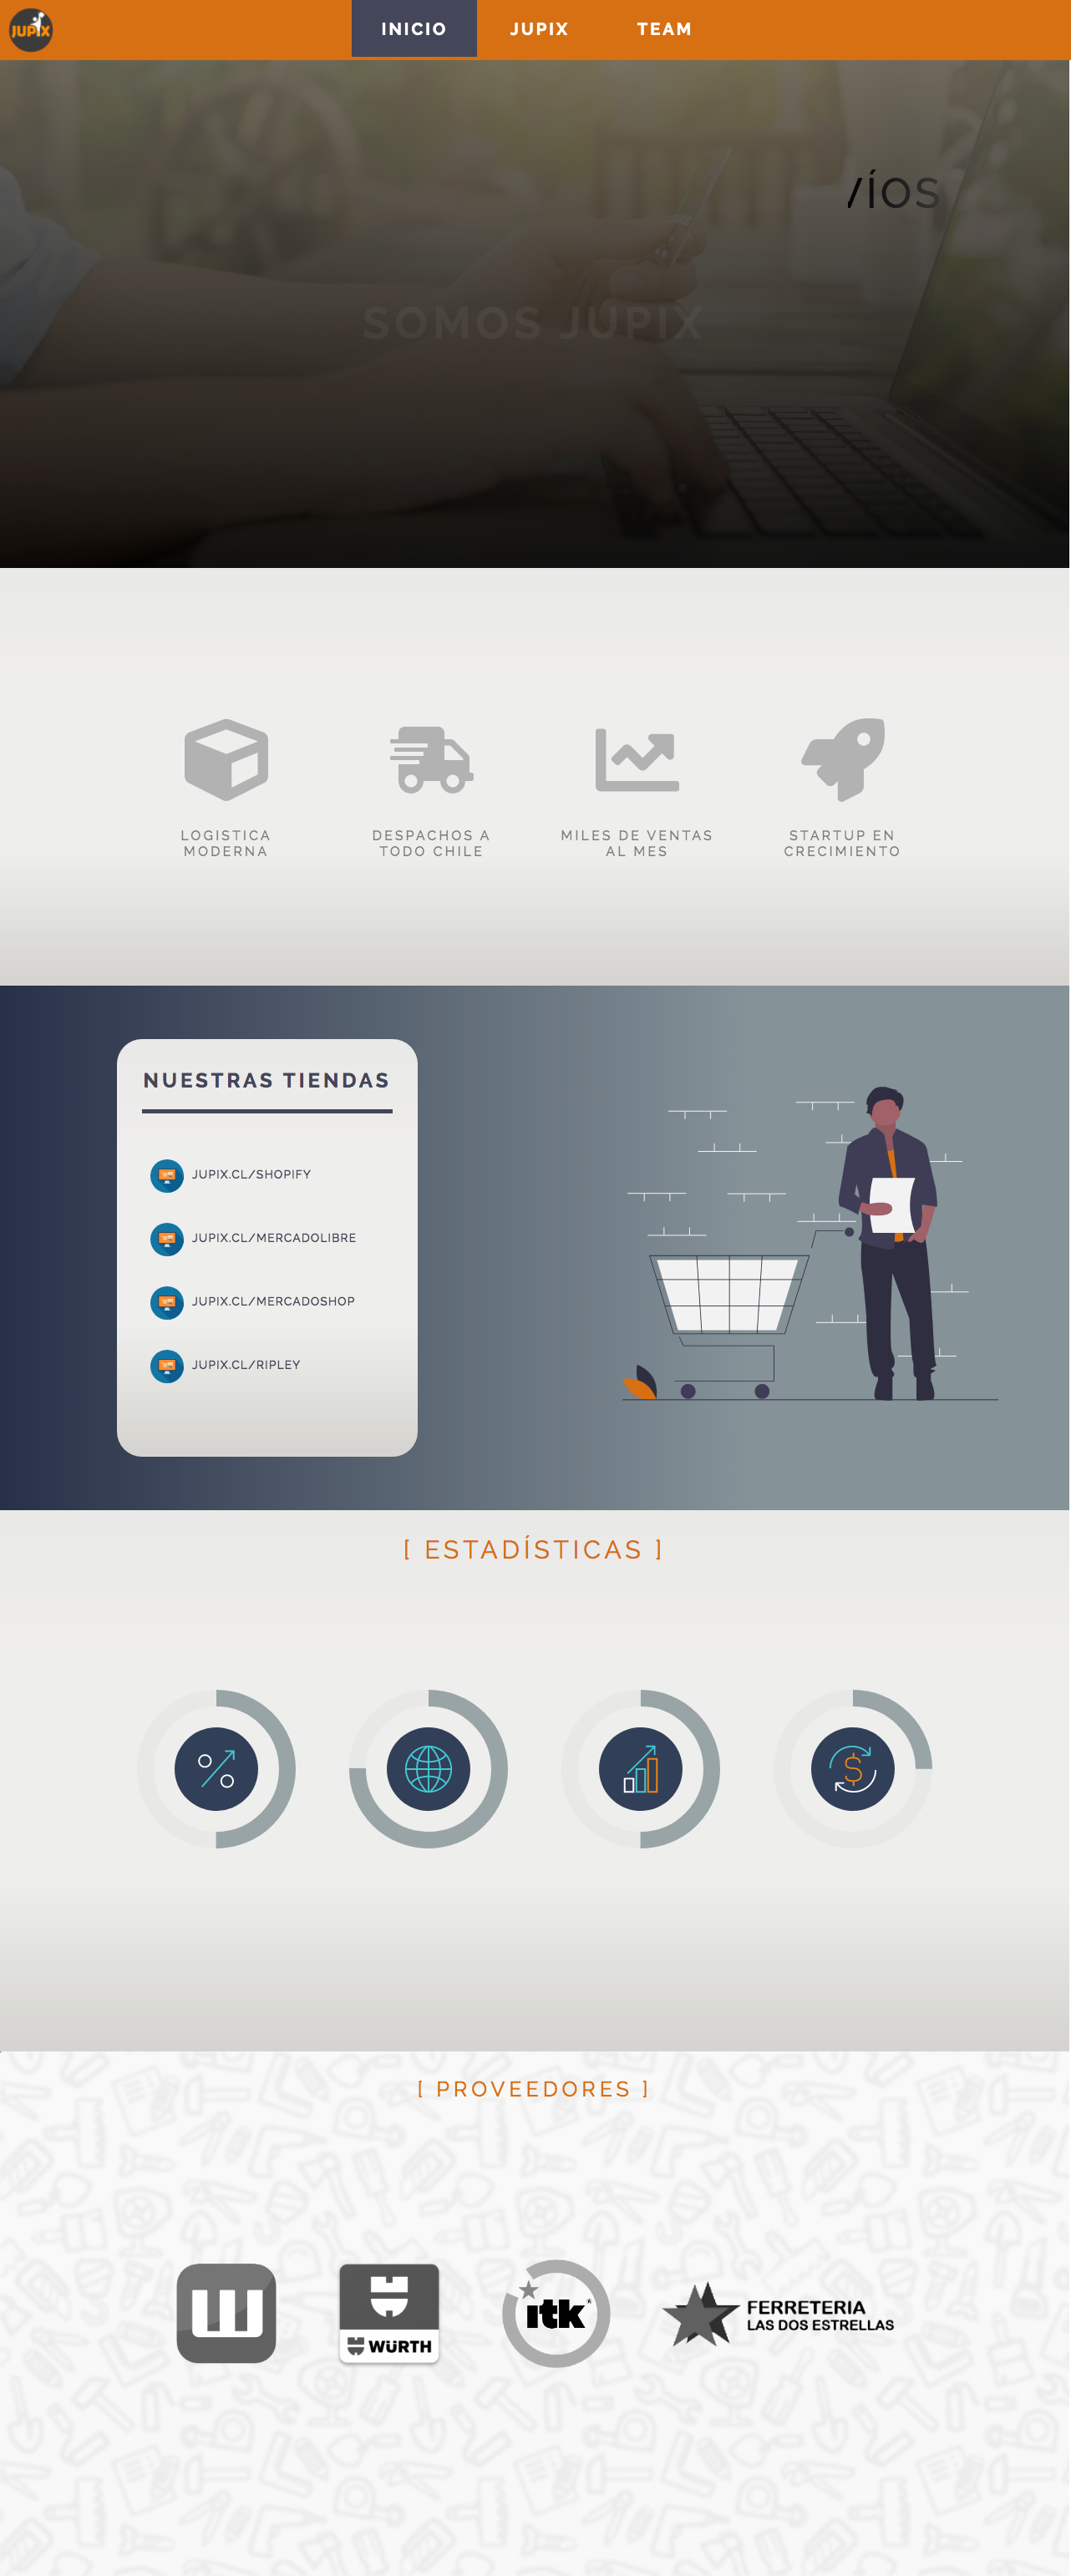 JUPIX
INICIO
JUPIX
TEAM
víos
SOMOS JUPIX
LOGISTICA
MODERNA
DESPACHOS A
TODO CHILE
MILES DE VENTAS
AL MES
STARTUP EN
CRECIMIENTO
NUESTRAS TIENDAS
JUPIX.CL/SHOPIFY
JUPIX.CL/MERCADOLIBRE
JUPIX.CL/MERCADOSHOP
JUPIX.CL/RIPLEY
[ ESTADÍSTICAS ]
[ PROVEEDORES ]
WÜRTH
itk
FERRETERIA
LAS DOS ESTRELLAS